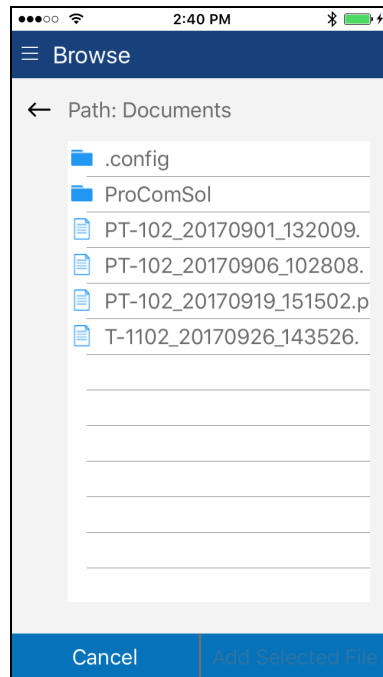 2:40 PM
Browse
Path: Documents
.config
ProComSol
PT-102_20170901_132009.
PT-102_20170906_102808.
PT-102_20170919_151502.p
T-1102_20170926_143526.
Cancel
Add Selected File